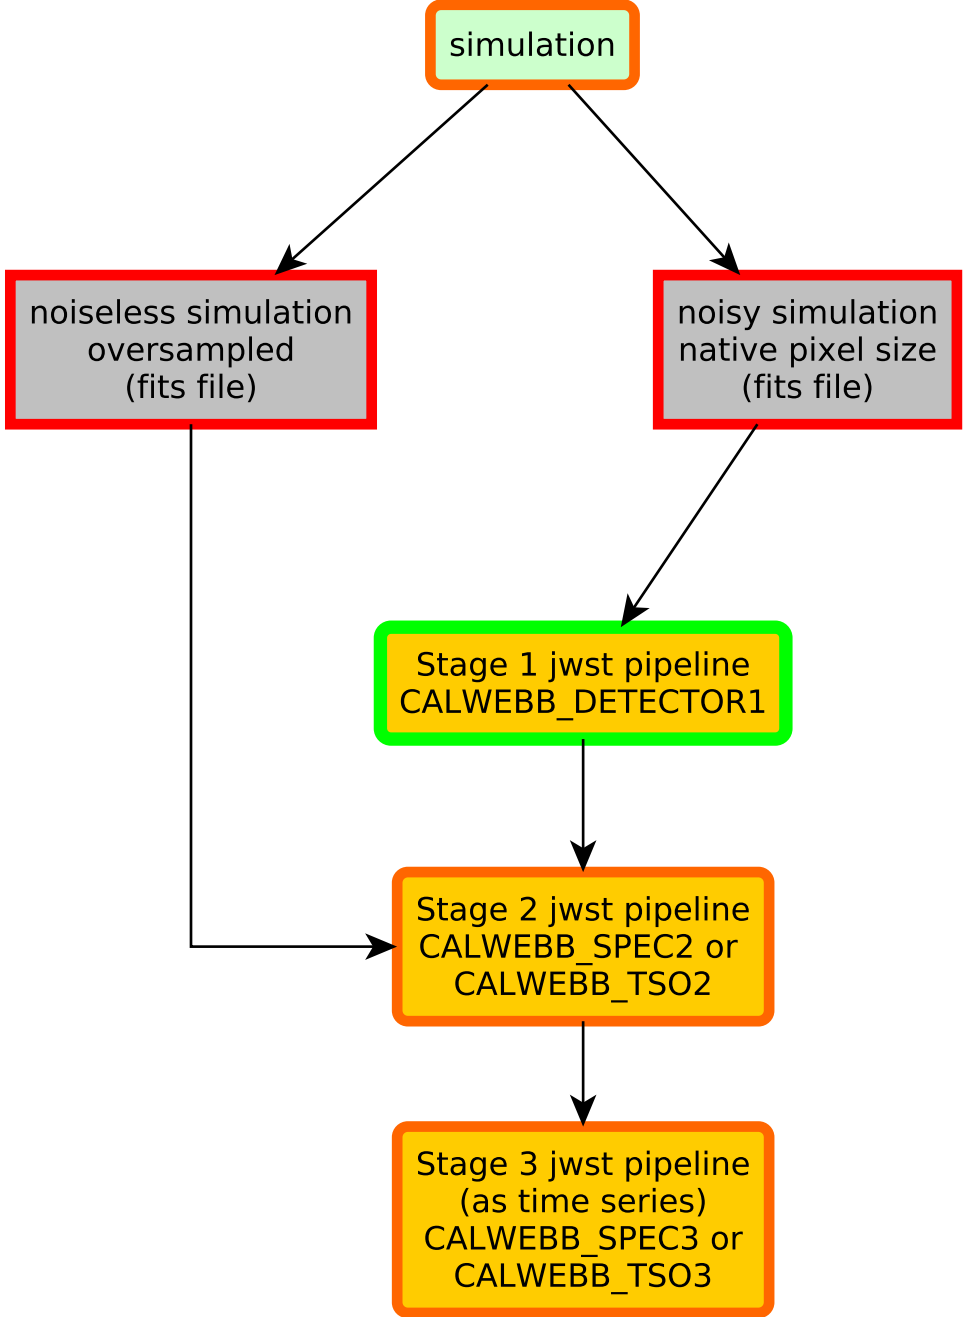 simulation
noiseless simulation
oversampled
(fits file)
noisy simulation
native pixel size
(fits file)
Stage 1 jwst pipeline
CALWEBB_DETECTOR1
Stage 2 jwst pipeline
CALWEBB_SPEC2 or
CALWEBB_TSO2
Stage 3 jwst pipeline
(as time series)
CALWEBB_SPEC3 or
CALWEBB_TSO3